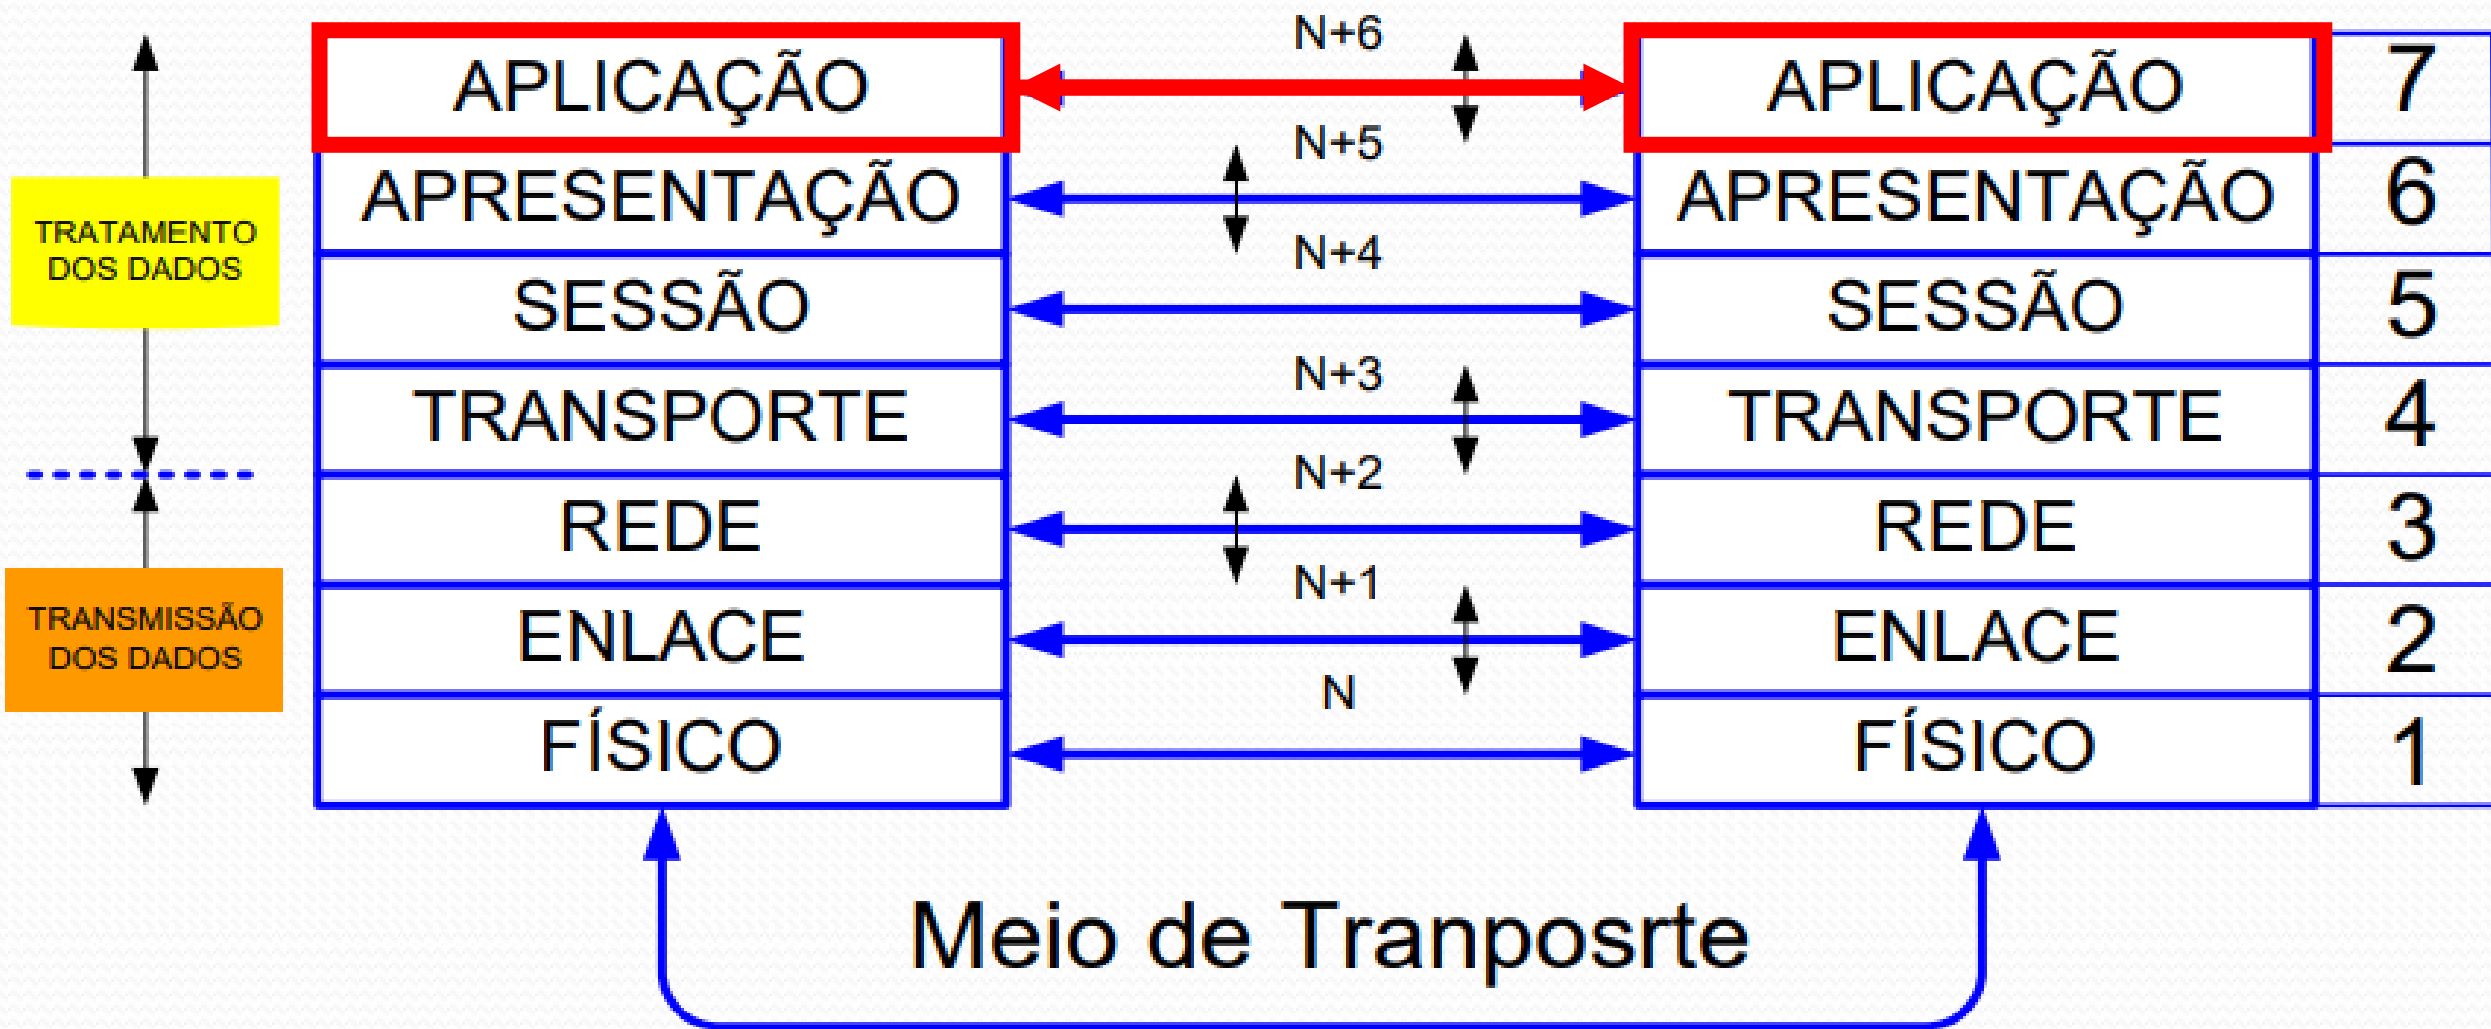 N+6
APLICAÇÃO
APLICAÇÃO
7
N+5
APRESENTAÇÃO
APRESENTAÇÃO
6
TRATAMENTO
DOS DADOS
N+4
SESSÃO
SESSÃO
5
N+3
TRANSPORTE
TRANSPORTE
4
N+2
REDE
REDE
3
N+1
TRANSMISSÃO
DOS DADOS
ENLACE
ENLACE
2
N
FÍSICO
FÍSICO
1
Meio de Tranposrte